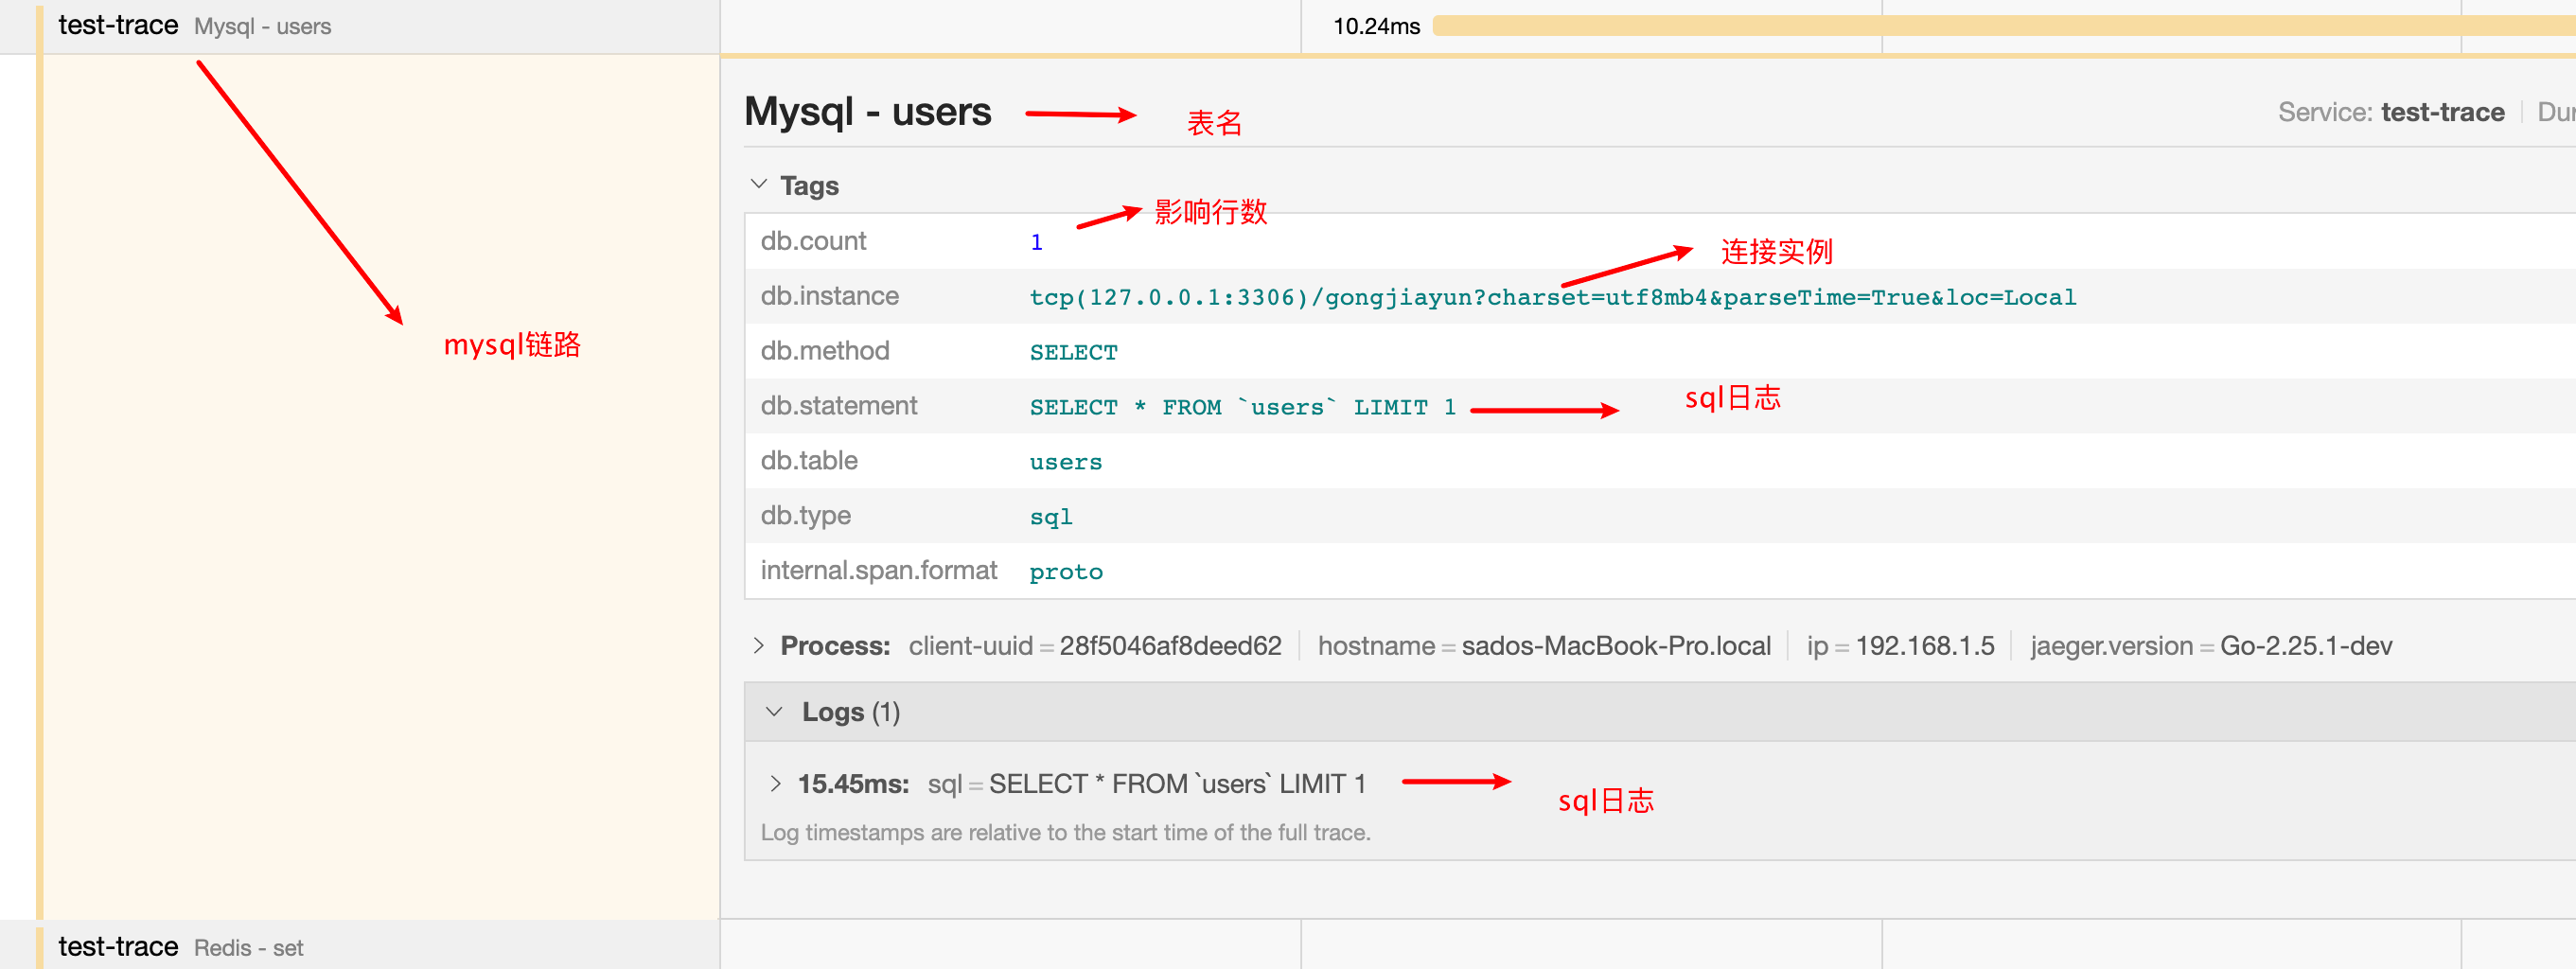 test-trace Mysql - users 10.24ms
Mysql - users 表名 Service: test-trace
Tags
影响行数
db.count 1
连接实例
db.instance tcp(127.0.0.1:3306)/gongjiayun?charset=utf8mb4&parseTime=True&loc=Local
mysql链路
db.method SELECT
db.statement SELECT * FROM `users` LIMIT 1 sql日志
db.table users
db.type sql
internal.span.format proto
Process: client-uuid = 28f5046af8deed62 hostname = sados-MacBook-Pro.local ip = 192.168.1.5 jaeger.version = Go-2.25.1-dev
Logs (1)
15.45ms: sql = SELECT * FROM `users` LIMIT 1 sql日志
Log timestamps are relative to the start time of the full trace.
test-trace Redis - set